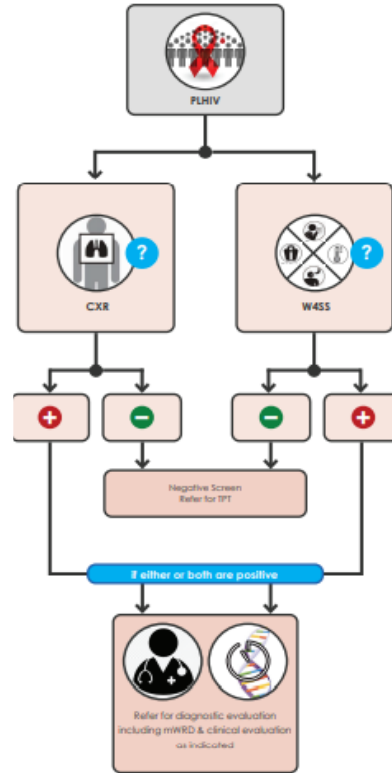 PLHIV
?
?
CXR
W4SS
Negative Screen
Refer for TPT
if either or both are positive
Refer for diagnostic evaluation
including mWRD & clinical evaluation
as indicated